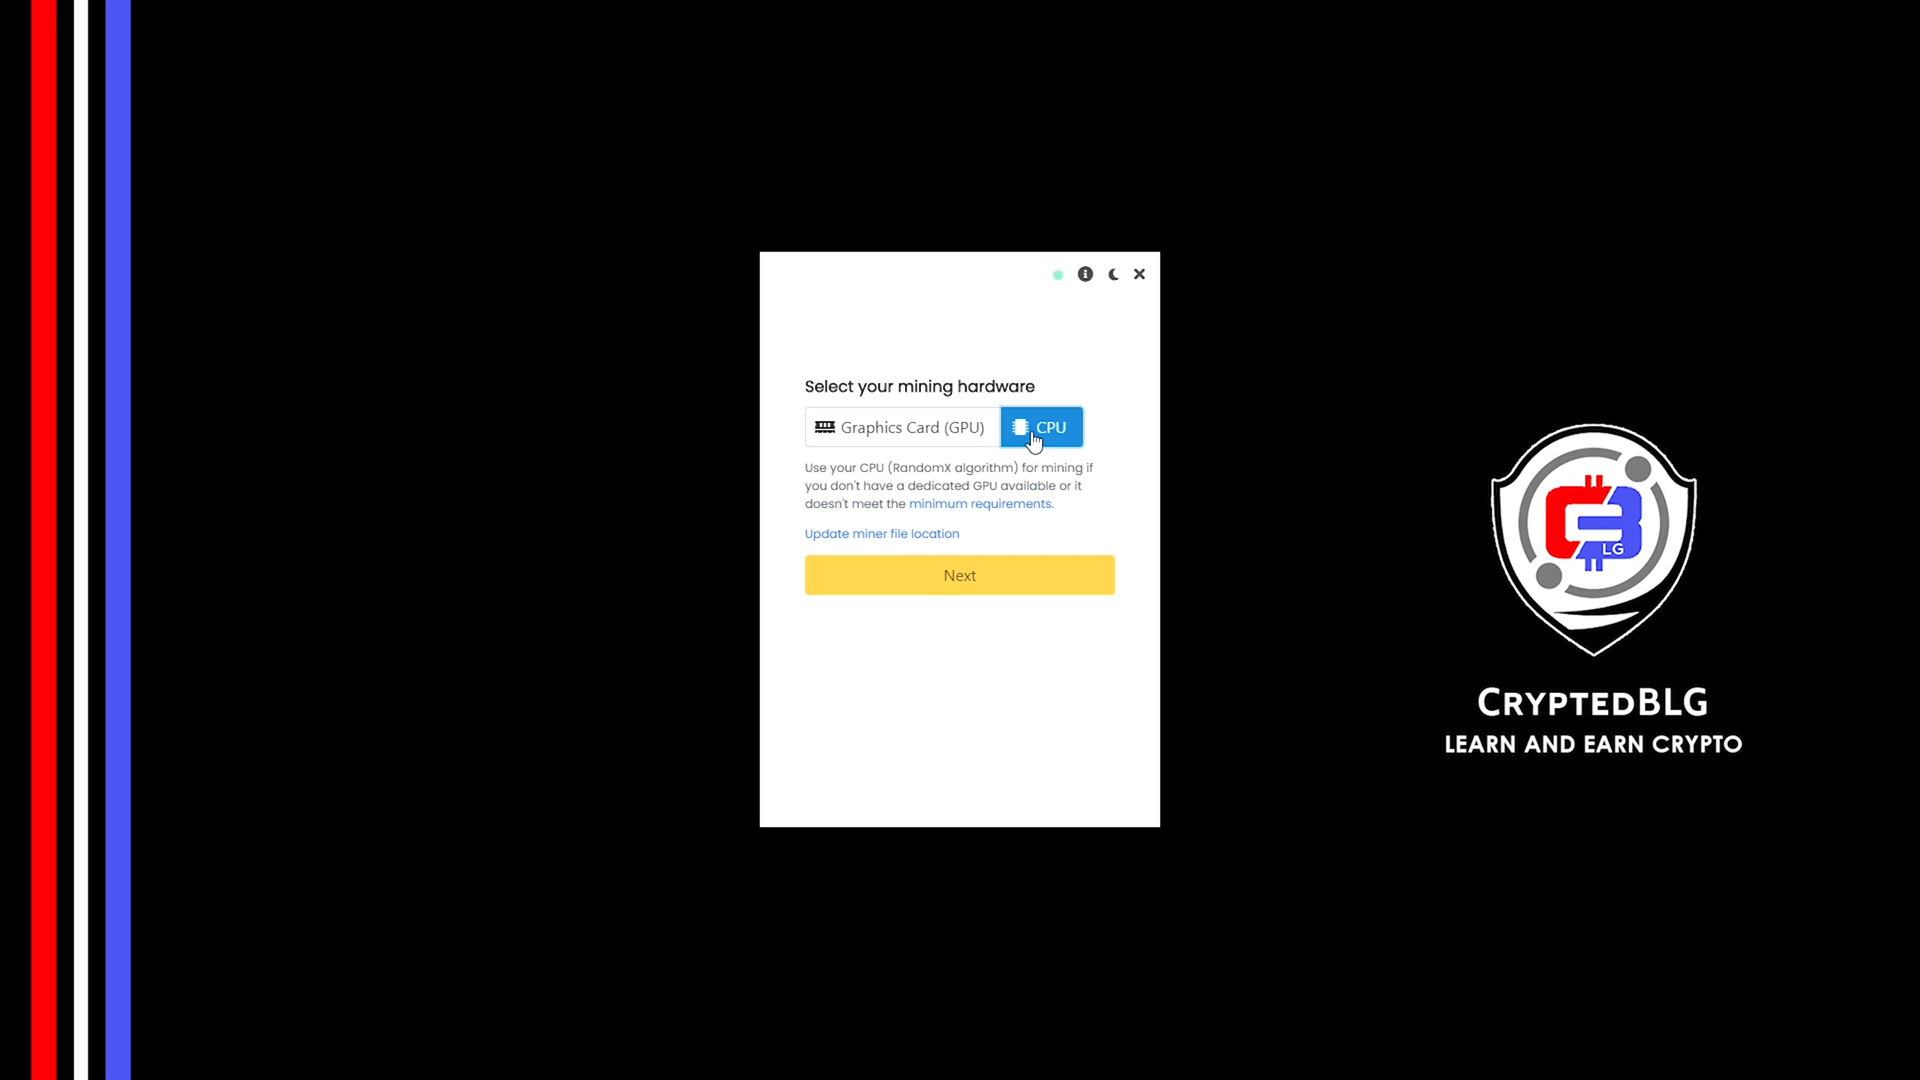 Select your mining hardware
Graphics Card (GPU)
CPU
Use your CPU (RandomX algorithm) for mining if
you don't have a dedicated GPU available or it
doesn't meet the minimum requirements.
Update miner file location
Next
LG
CRYPTEDBLG
LEARN AND EARN CRYPTO